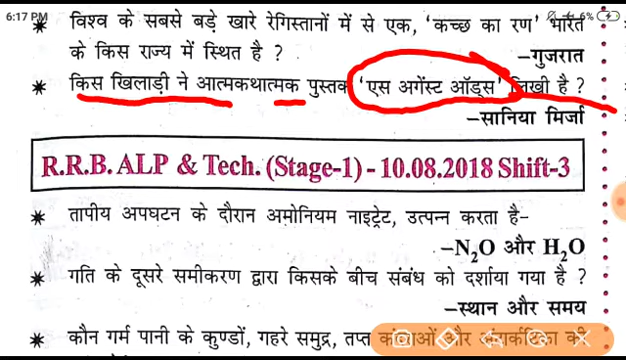 6:17 PM
6%
* विश्व के सबसे बड़े खारे रेगिस्तानों में से एक, ‘कच्छ का रण’ भारत
के किस राज्य में स्थित है ?
–गुजरात
* किस खिलाड़ी ने आत्मकथात्मक पुस्तक ‘एस अगेंस्ट ऑड्स’ लिखी है ?
–सानिया मिर्जा
R.R.B. ALP & Tech. (Stage-1) - 10.08.2018 Shift-3
* तापीय अपघटन के दौरान अमोनियम नाइट्रेट, उत्पन्न करता है–
–N₂O और H₂O
* गति के दूसरे समीकरण द्वारा किसके बीच संबंध को दर्शाया गया है ?
–स्थान और समय
* कौन गर्म पानी के कुण्डों, गहरे समुद्र, तप्त और की